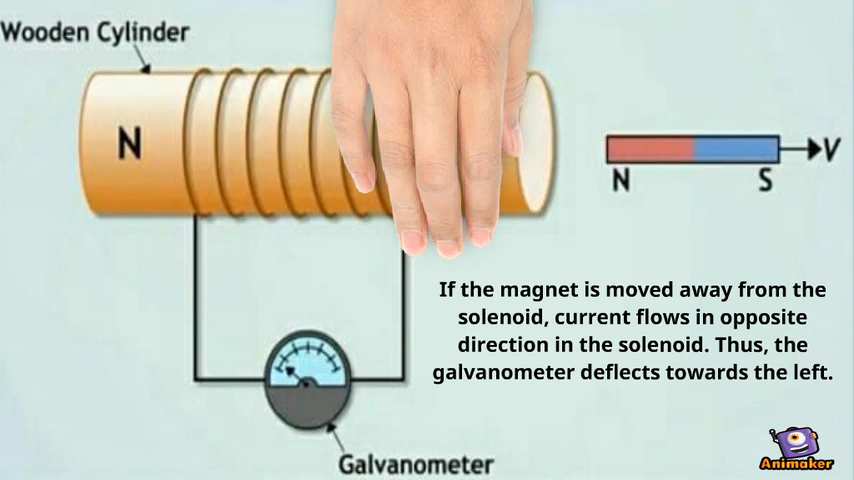 Wooden Cylinder
N
V
N S
If the magnet is moved away from the
solenoid, current flows in opposite
direction in the solenoid. Thus, the
galvanometer deflects towards the left.
Galvanometer
Animaker